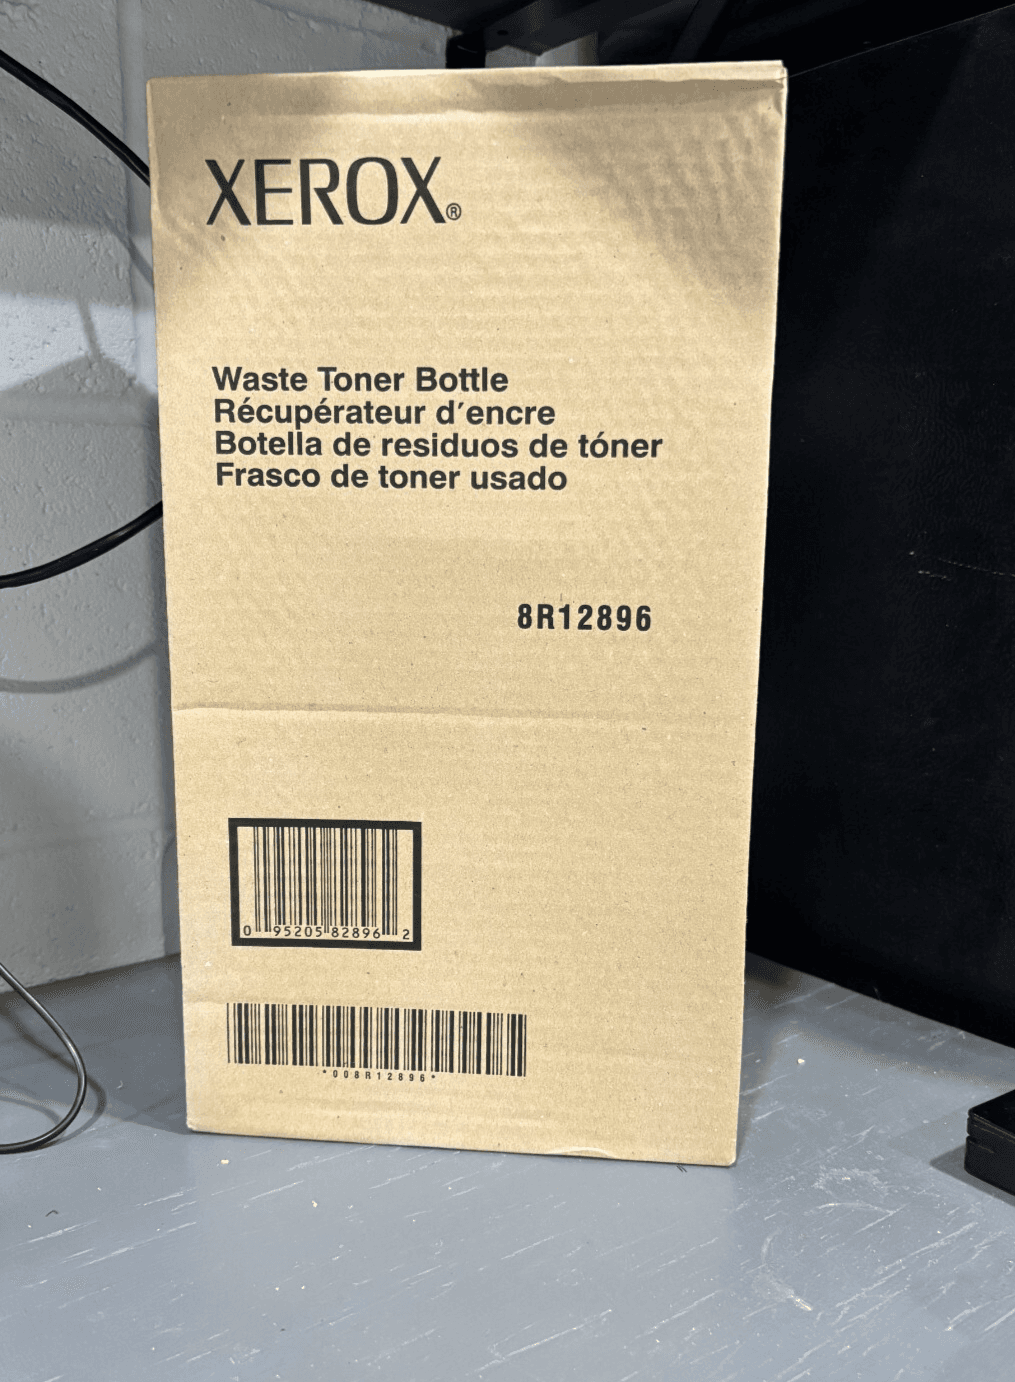 XEROX®
Waste Toner Bottle
Récupérateur d'encre
Botella de residuos de tóner
Frasco de toner usado
8R12896
0 95205 82896 2
*008R12896*